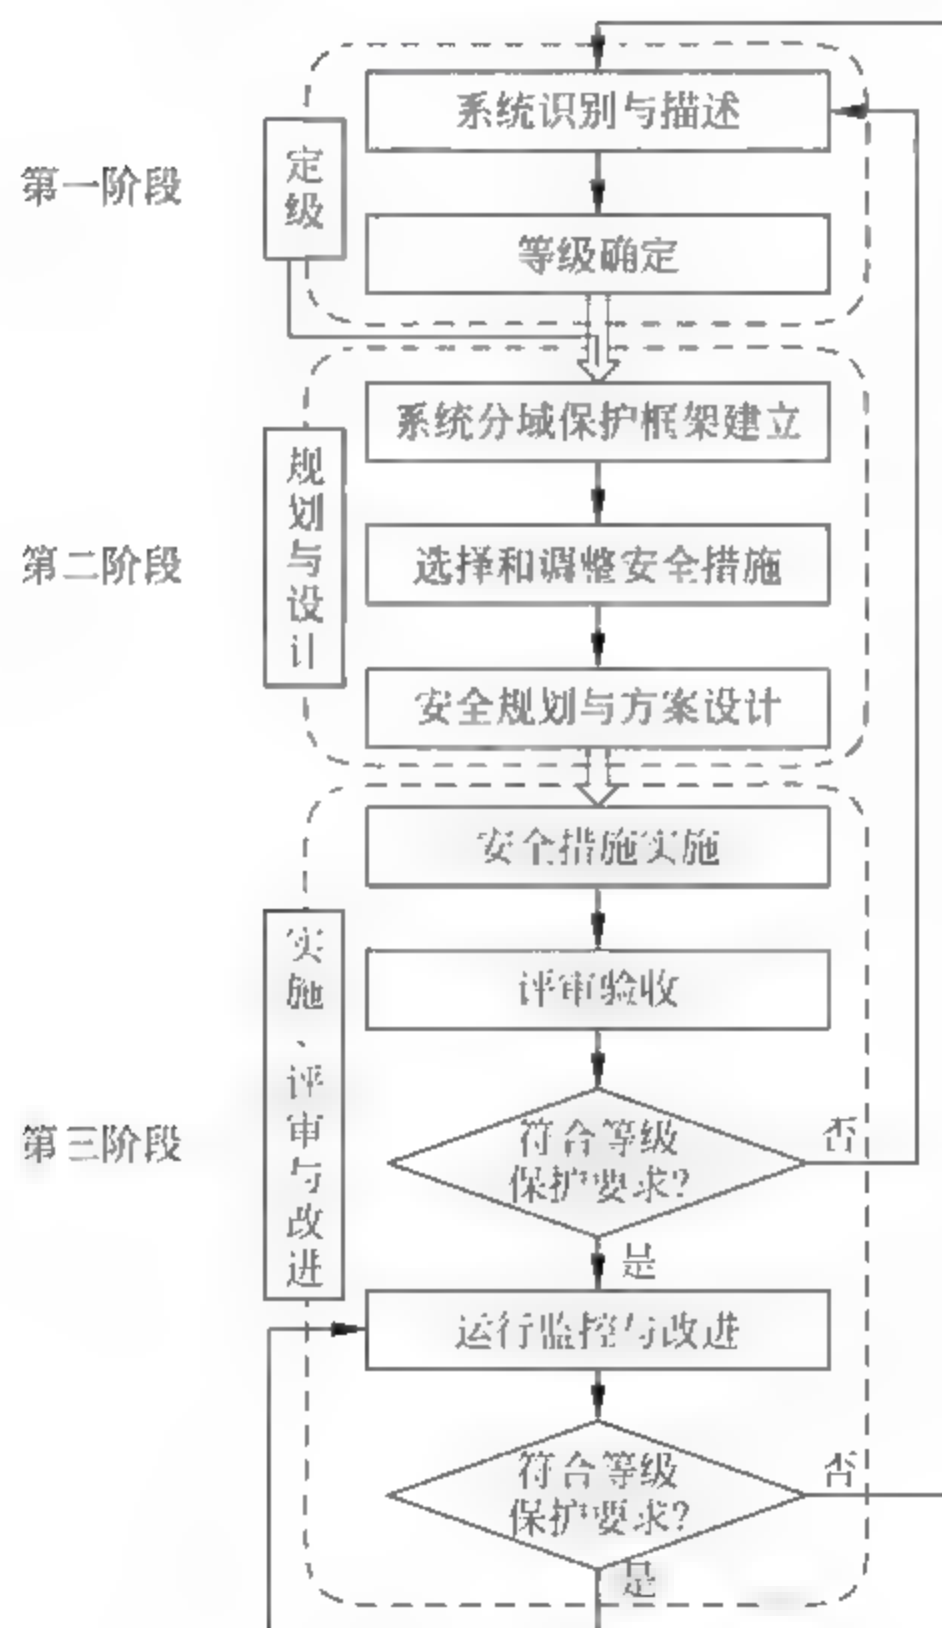 系统识别与描述
第一阶段
定级
等级确定
系统分域保护框架建立
规划与设计
第二阶段
选择和调整安全措施
安全规划与方案设计
安全措施实施
实施、评审与改进
评审验收
第三阶段
符合等级
保护要求?
否
是
运行监控与改进
符合等级
保护要求?
否
是